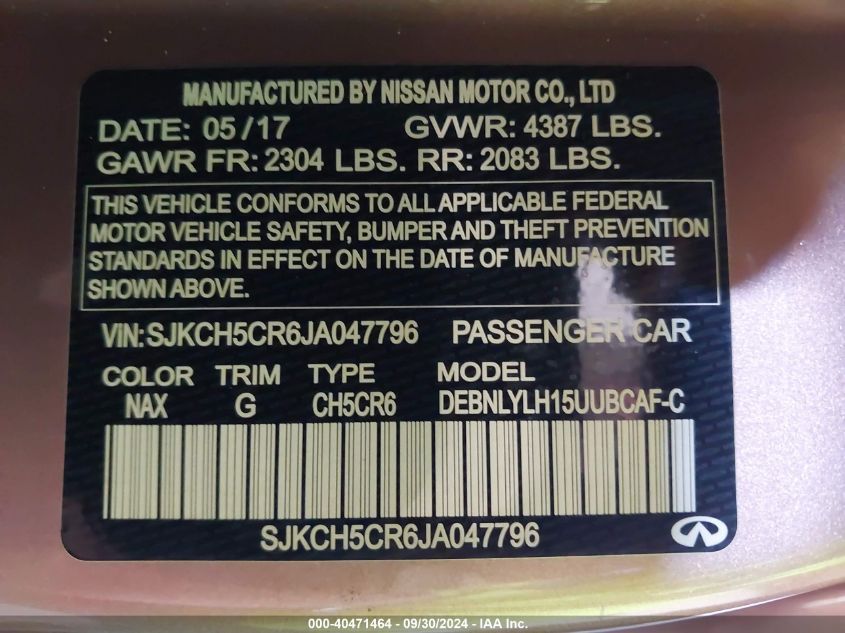 MANUFACTURED BY NISSAN MOTOR CO., LTD
DATE: 05/17 GVWR: 4387 LBS.
GAWR FR: 2304 LBS. RR: 2083 LBS.
THIS VEHICLE CONFORMS TO ALL APPLICABLE FEDERAL
MOTOR VEHICLE SAFETY, BUMPER AND THEFT PREVENTION
STANDARDS IN EFFECT ON THE DATE OF MANUFACTURE
SHOWN ABOVE.
VIN: SJKCH5CR6JA047796 PASSENGER CAR
COLOR TRIM TYPE MODEL
NAX G CH5CR6 DEBNLYLH15UUBCAF-C
SJKCH5CR6JA047796
000-40471464 - 09/30/2024 - IAA Inc.